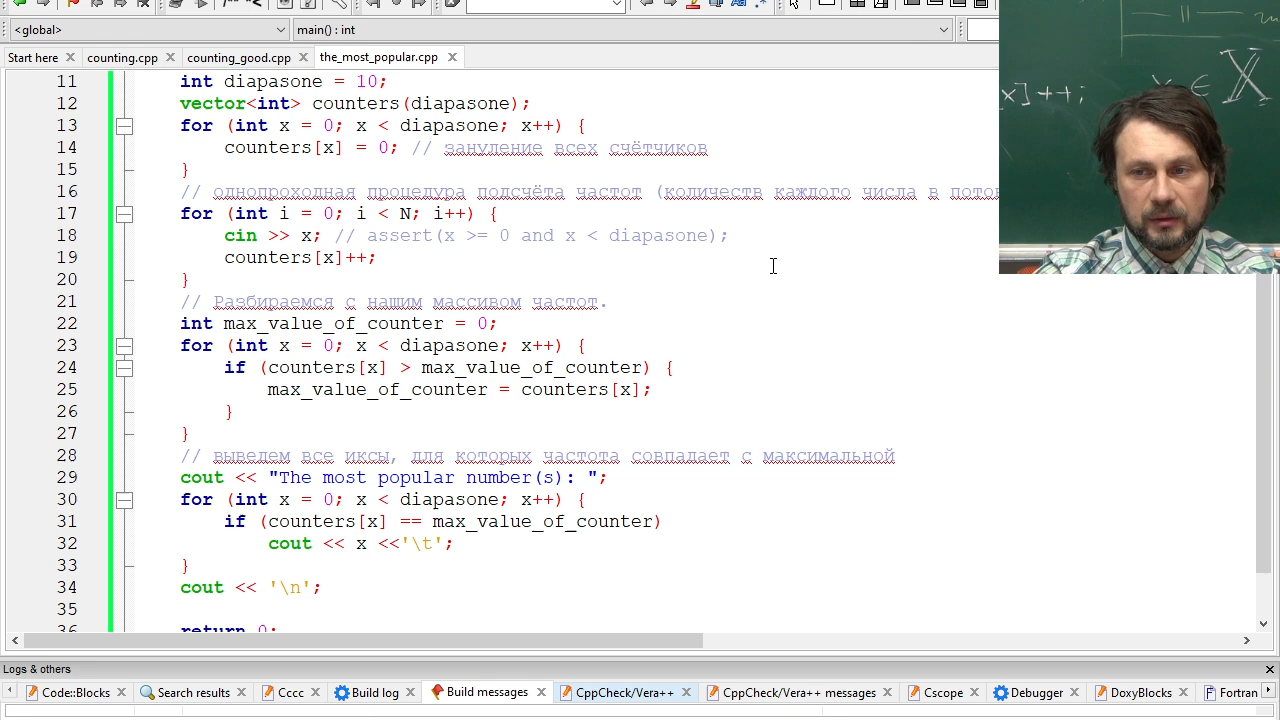 <global>
main() : int
Start here
counting.cpp
counting_good.cpp
the_most_popular.cpp
11 int diapasone = 10;
12 vector<int> counters(diapasone);
13 for (int x = 0; x < diapasone; x++) {
14 counters[x] = 0; // зануление всех счётчиков
15 }
16 // однопроходная процедура подсчёта частот (количеств каждого числа в
17 for (int i = 0; i < N; i++) {
18 cin >> x; // assert(x >= 0 and x < diapasone);
19 counters[x]++;
20 }
21 // Разбираемся с нашим массивом частот.
22 int max_value_of_counter = 0;
23 for (int x = 0; x < diapasone; x++) {
24 if (counters[x] > max_value_of_counter) {
25 max_value_of_counter = counters[x];
26 }
27 }
28 // выведем все иксы, для которых частота совпадает с максимальной
29 cout << "The most popular number(s): ";
30 for (int x = 0; x < diapasone; x++) {
31 if (counters[x] == max_value_of_counter)
32 cout << x <<'\t';
33 }
34 cout << '\n';
35
36 return 0;
x]++;
Logs & others
Code::Blocks
Search results
Ccc
Build log
Build messages
CppCheck/Vera++
CppCheck/Vera++ messages
Cscope
Debugger
DoxyBlocks
Fortran